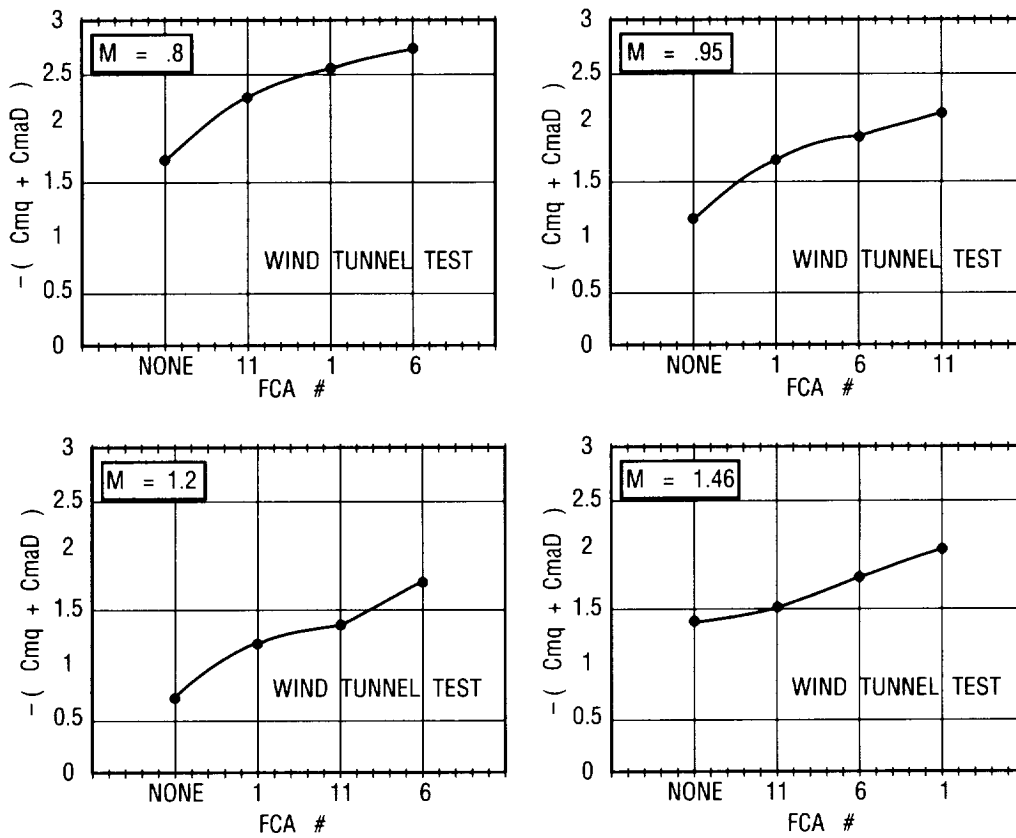 M = .8
3
2.5
2
1.5
1
0.5
0
-( Cmq + CmaD )
WIND TUNNEL TEST
NONE 11 1 6
FCA #
M = .95
3
2.5
2
1.5
1
0.5
0
-( Cmq + CmaD )
WIND TUNNEL TEST
NONE 1 6 11
FCA #
M = 1.2
3
2.5
2
1.5
1
0.5
0
-( Cmq + CmaD )
WIND TUNNEL TEST
NONE 1 11 6
FCA #
M = 1.46
3
2.5
2
1.5
1
0.5
0
-( Cmq + CmaD )
WIND TUNNEL TEST
NONE 11 6 1
FCA #